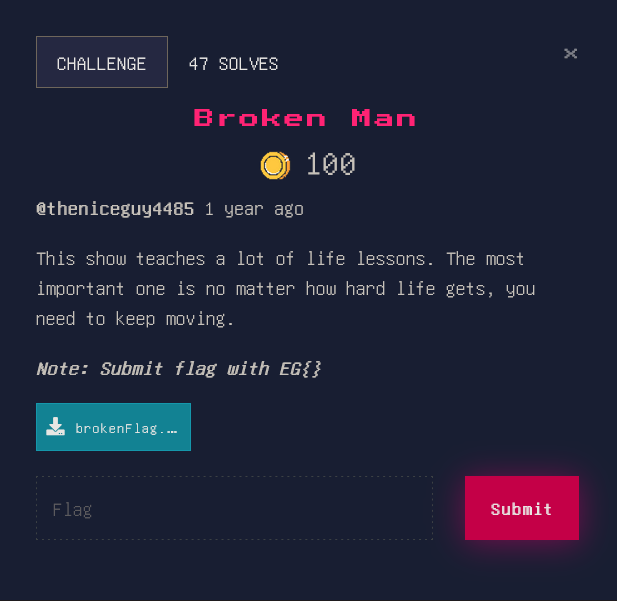 CHALLENGE 47 SOLVES ×
Broken Man
100
@theniceguy4485 1 year ago
This show teaches a lot of life lessons. The most
important one is no matter how hard life gets, you
need to keep moving.
Note: Submit flag with EG{}
brokenFlag.…
Flag
Submit